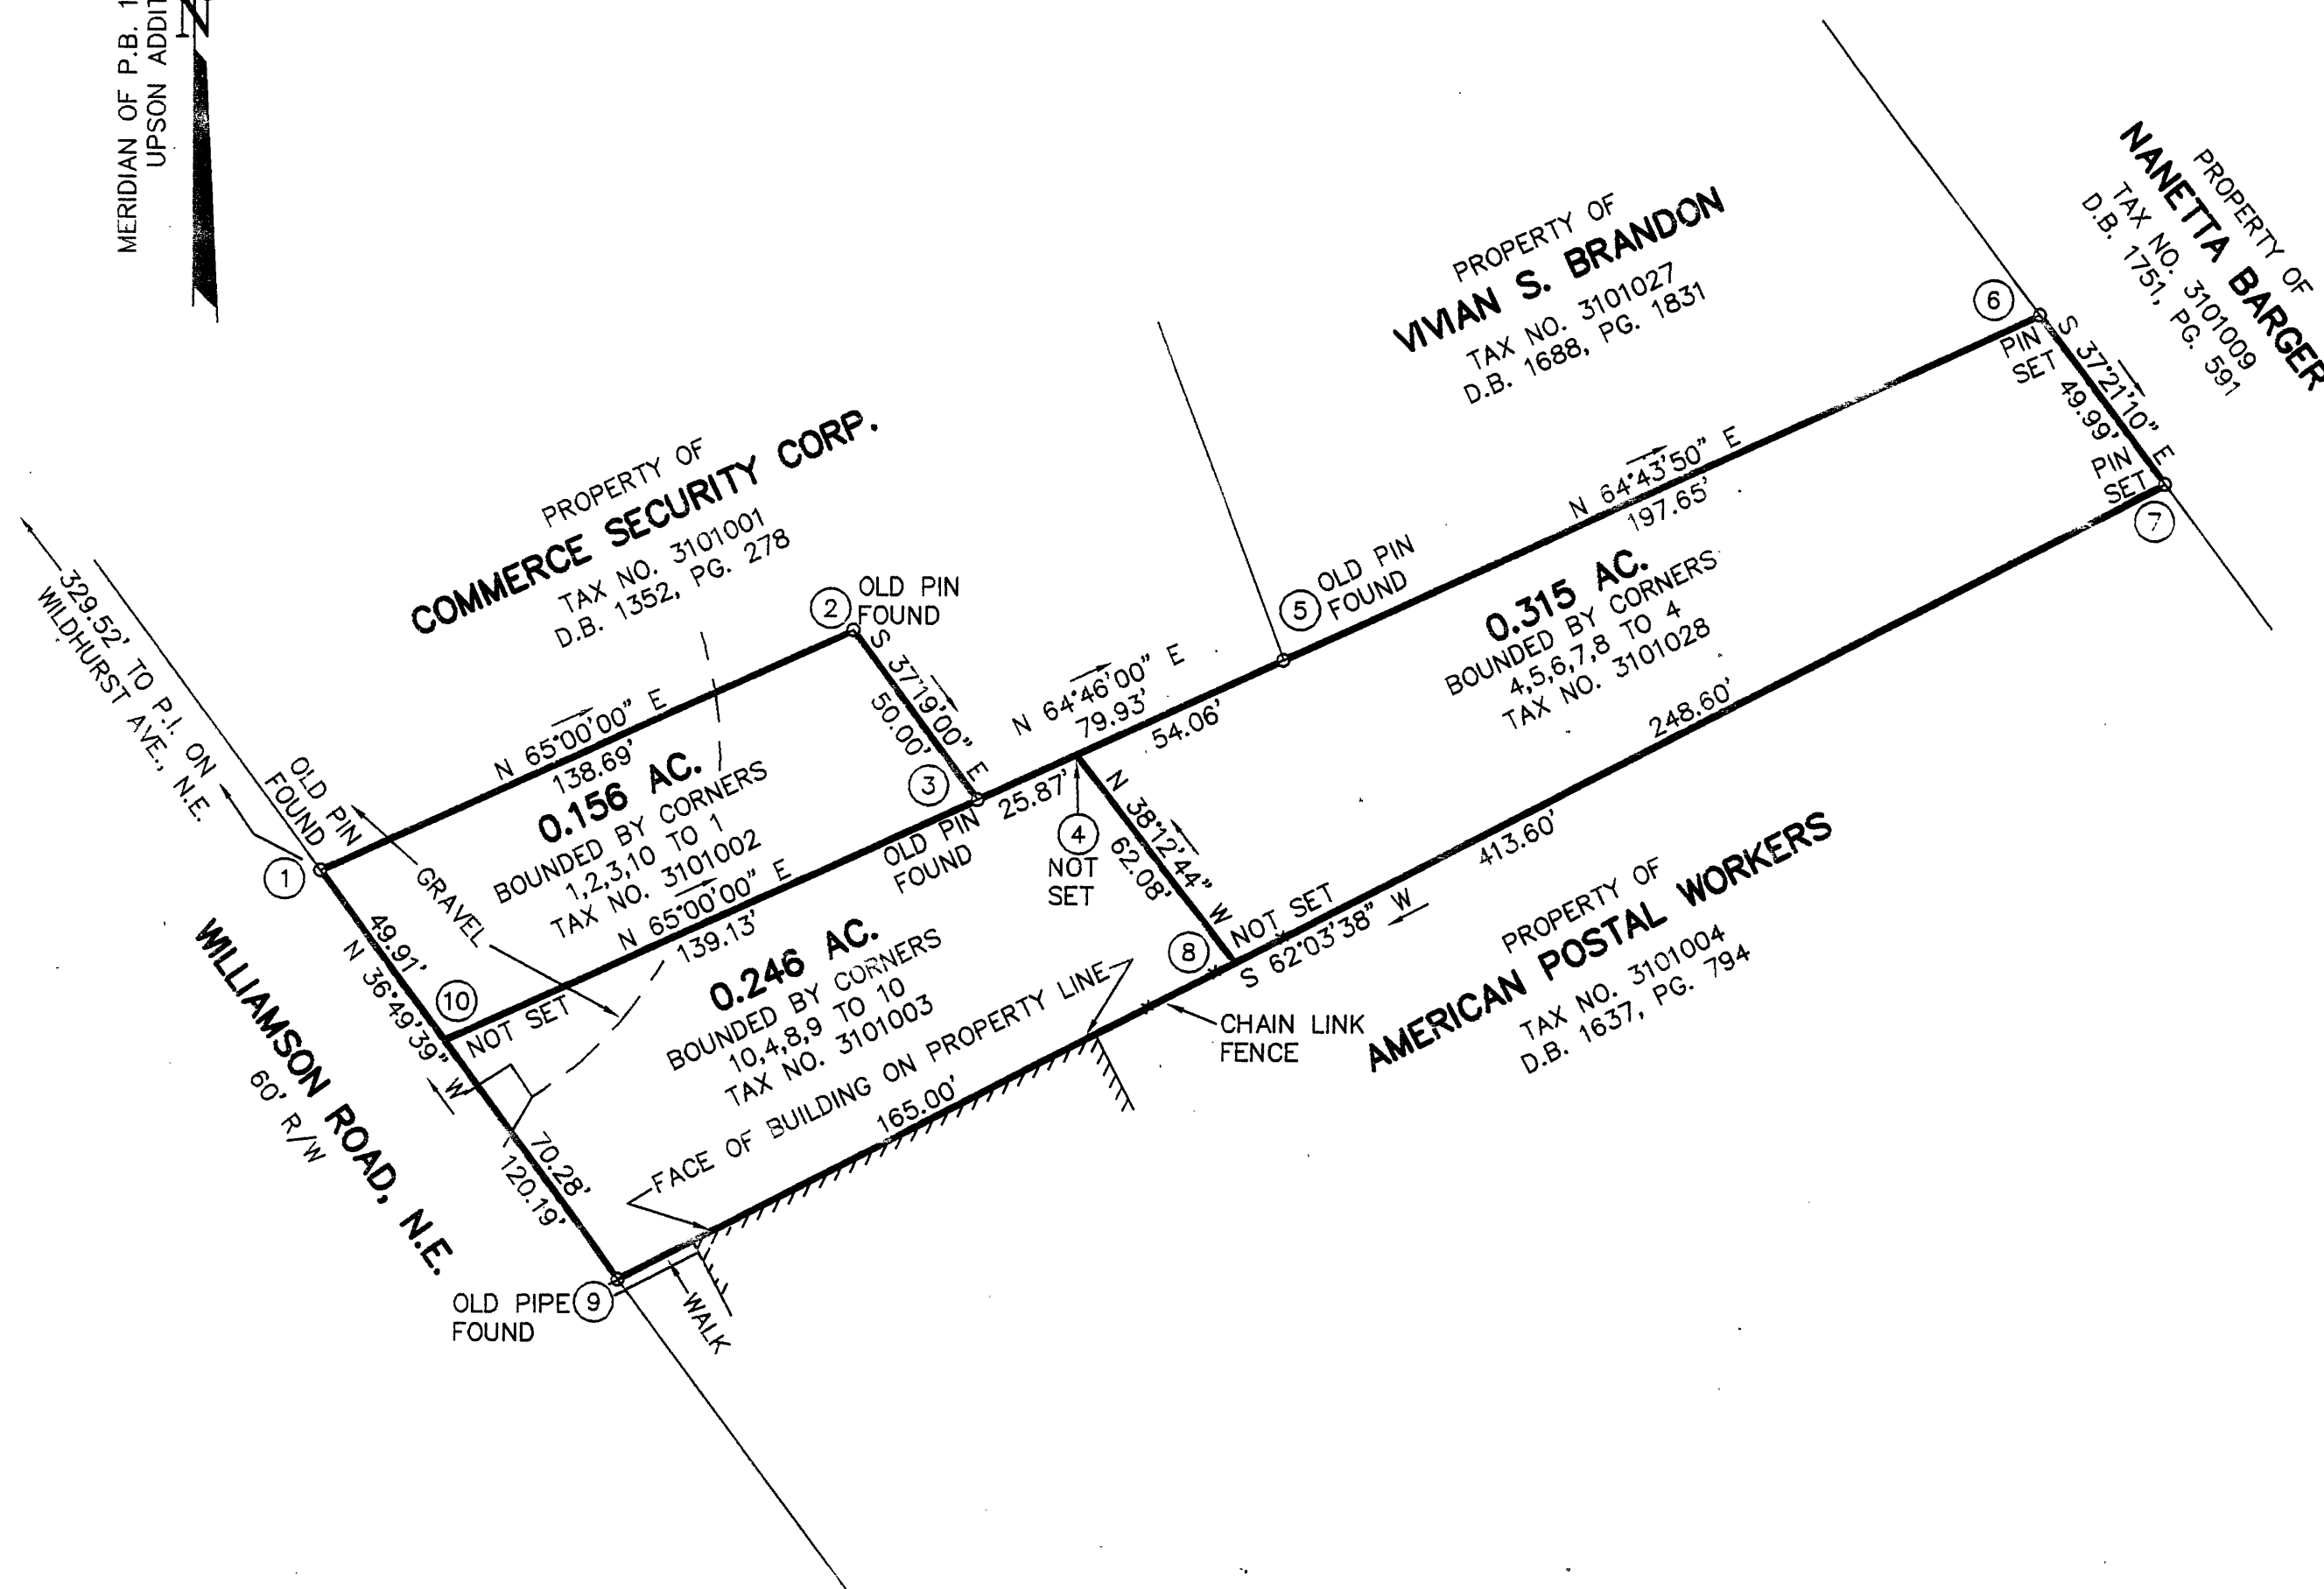 MERIDIAN OF P.B. 1
UPSON ADDIT
N
PROPERTY OF
NANETTA BARGER
TAX NO. 3101009
D.B. 1751, PG. 591
PROPERTY OF
VIVIAN S. BRANDON
TAX NO. 3101027
D.B. 1688, PG. 1831
6
PIN
SET
S 37°21'10" E
49.99'
PIN
SET
7
PROPERTY OF
COMMERCE SECURITY CORP.
TAX NO. 3101001
D.B. 1352, PG. 278
2
OLD PIN
FOUND
N 64°43'50" E
197.65'
5
OLD PIN
FOUND
0.315 AC.
BOUNDED BY CORNERS
4,5,6,7,8 TO 4
TAX NO. 3101028
329.52' TO P.I. ON
WILDHURST AVE., N.E.
S 37°19'00" E
50.00'
N 64°46'00" E
79.93'
54.06'
248.60'
N 65°00'00" E
138.69'
OLD PIN
FOUND
1
0.156 AC.
BOUNDED BY CORNERS
1,2,3,10 TO 1
TAX NO. 3101002
3
OLD PIN
FOUND
25.87'
4
NOT
SET
N 38°12'44" W
62.08'
413.60'
GRAVEL
N 65°00'00" E
139.13'
8
NOT SET
S 62°03'38" W
PROPERTY OF
AMERICAN POSTAL WORKERS
TAX NO. 3101004
D.B. 1637, PG. 794
49.91'
N 36°49'39" W
10
NOT SET
0.246 AC.
BOUNDED BY CORNERS
10,4,8,9 TO 10
TAX NO. 3101003
CHAIN LINK
FENCE
WILLIAMSON ROAD, N.E.
60' R/W
FACE OF BUILDING ON PROPERTY LINE
165.00'
70.28'
120.19'
OLD PIPE
FOUND
9
WALK